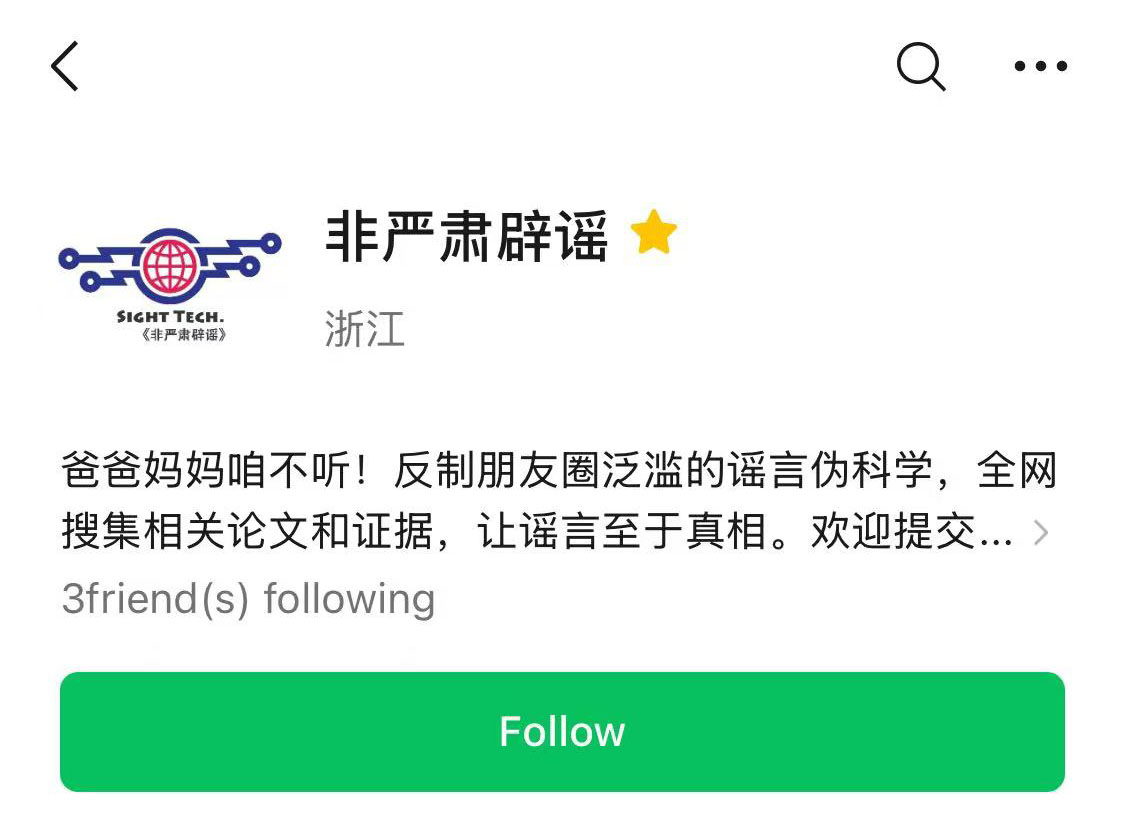 非严肃辟谣
浙江
SIGHT TECH.
《非严肃辟谣》
爸爸妈妈咱不听！反制朋友圈泛滥的谣言伪科学，全网
搜集相关论文和证据，让谣言至于真相。欢迎提交...
3friend(s) following
Follow